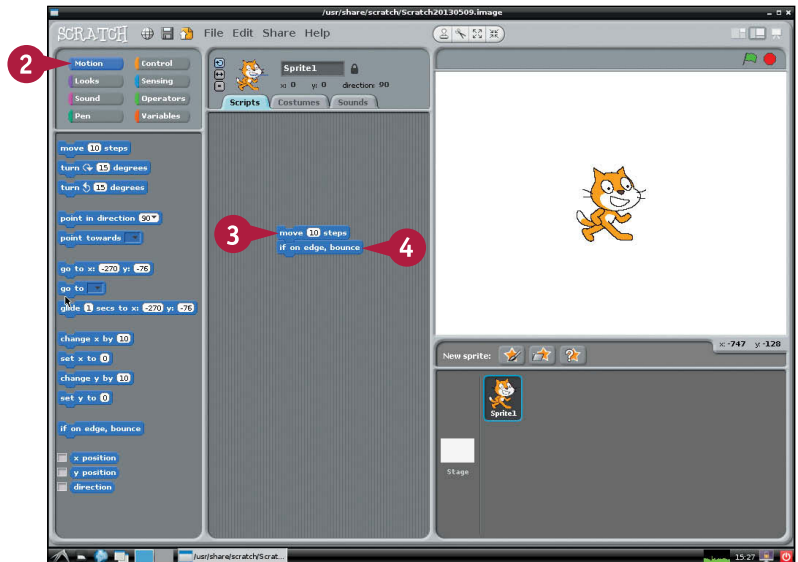 /usr/share/scratch/Scratch20130509.image
SCRATCH File Edit Share Help
2
Motion Control
Looks Sensing
Sound Operators
Pen Variables
Sprite1
x: 0 y: 0 direction: 90
Scripts Costumes Sounds
move 10 steps
turn 15 degrees
turn 15 degrees
point in direction 90
point towards
go to x: -270 y: -76
go to
glide 1 secs to x: -270 y: -76
change x by 10
set x to 0
change y by 10
set y to 0
if on edge, bounce
x position
y position
direction
3
move 10 steps
if on edge, bounce
4
x: -747 y: -128
New sprite:
Sprite1
Stage
/usr/share/scratch/Scrat...
15:27